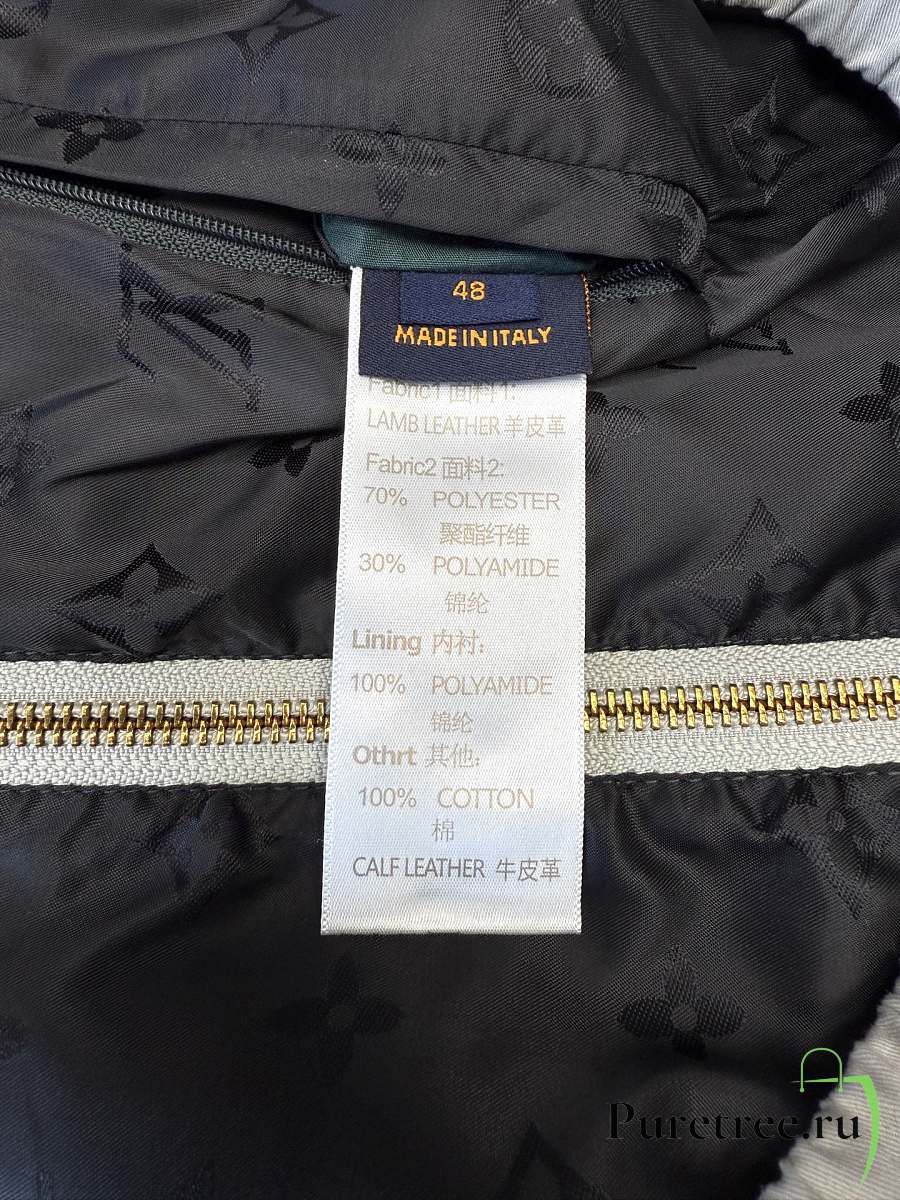 48
MADE IN ITALY
Fabric1 面料1:
LAMB LEATHER 羊皮革
Fabric2 面料2:
70% POLYESTER
聚酯纤维
30% POLYAMIDE
锦纶
Lining 内衬:
100% POLYAMIDE
锦纶
Othrt 其他:
100% COTTON
棉
CALF LEATHER 牛皮革
Puretree.ru